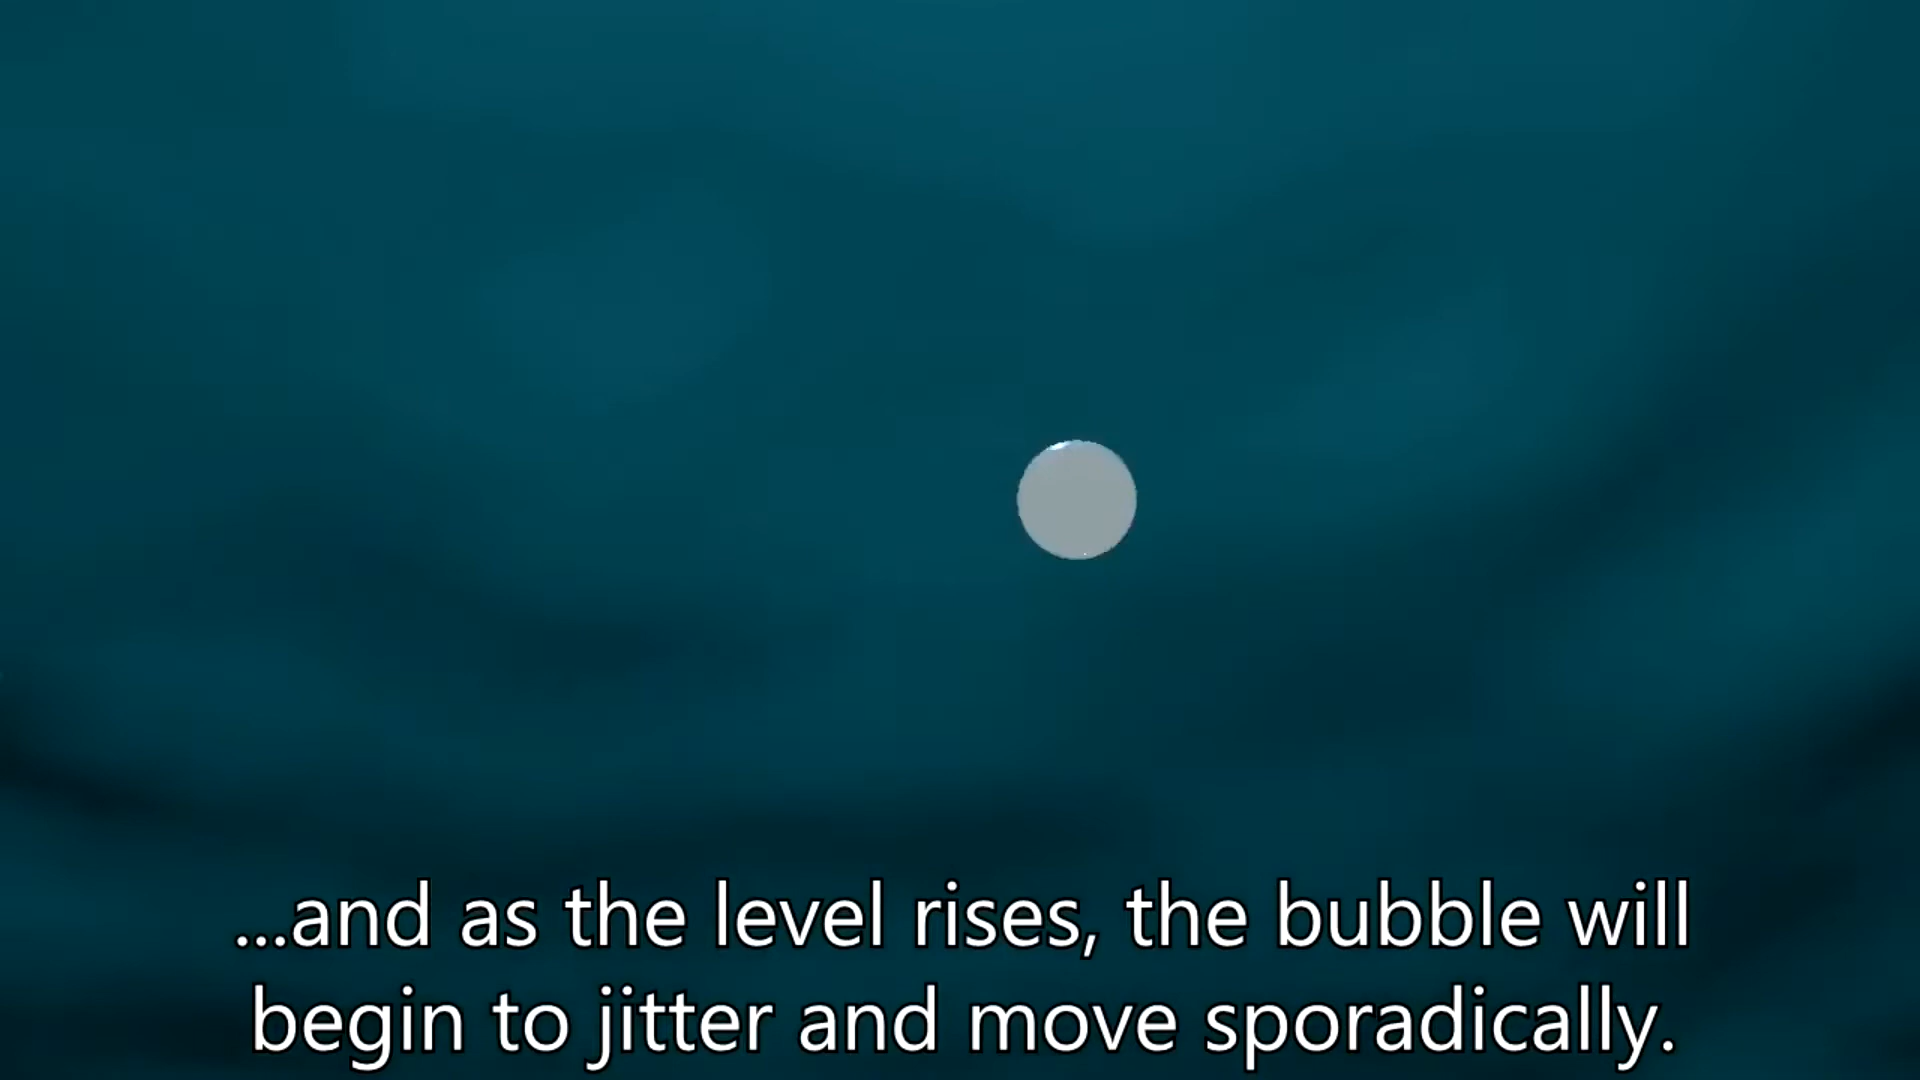 ...and as the level rises, the bubble will
begin to jitter and move sporadically.